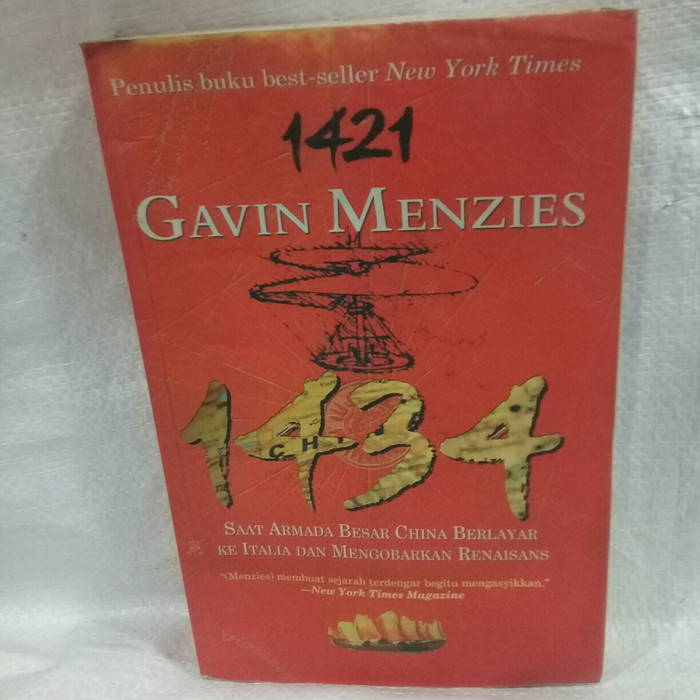 Penulis buku best-seller New York Times
1421
GAVIN MENZIES
1434
CHI
SAAT ARMADA BESAR CHINA BERLAYAR
KE ITALIA DAN MENGOBARKAN RENAISANS
"(Menzies) membuat sejarah terdengar begitu mengasyikkan."
—New York Times Magazine